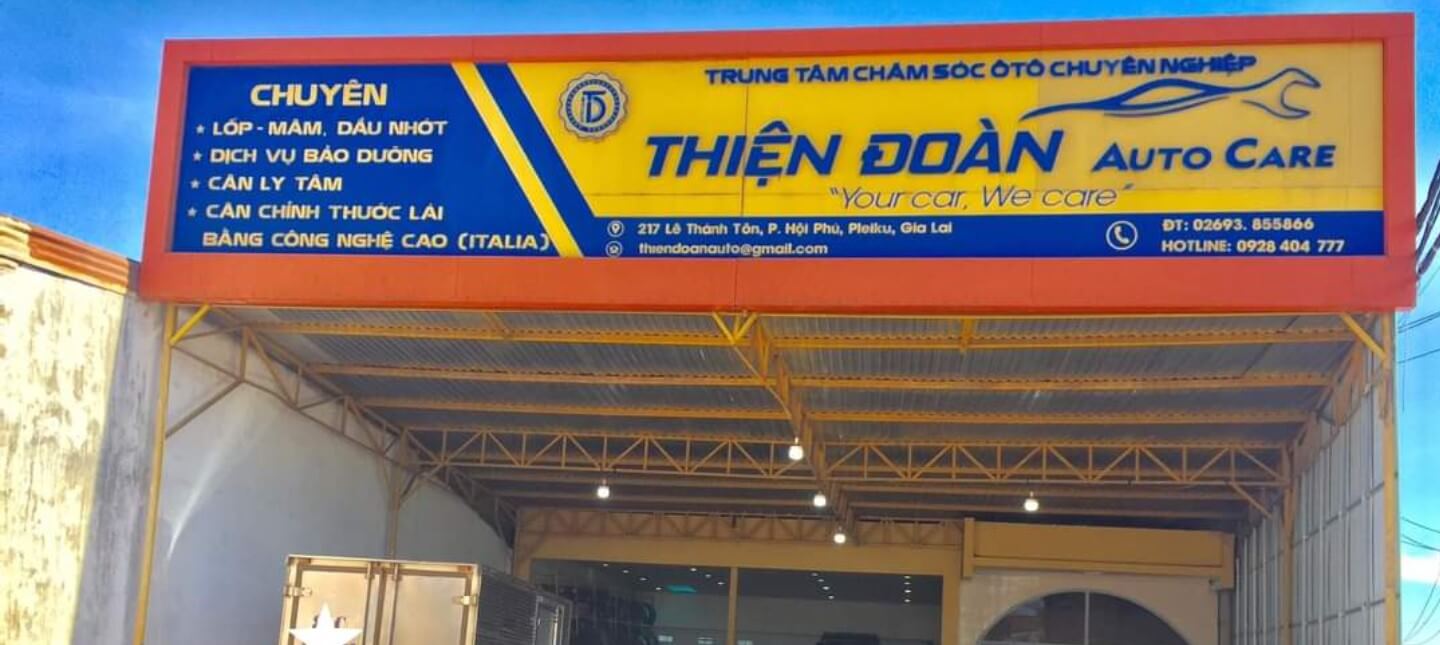 CHUYÊN
★ LỐP - MÂM, DẦU NHỚT
★ DỊCH VỤ BẢO DƯỠNG
★ CÂN LY TÂM
★ CÂN CHỈNH THƯỚC LÁI
BẰNG CÔNG NGHỆ CAO (ITALIA)
TRUNG TÂM CHĂM SÓC ÔTÔ CHUYÊN NGHIỆP
TD
THIỆN ĐOÀN AUTO CARE
"Your car, We care"
217 Lê Thánh Tôn, P. Hội Phú, Pleiku, Gia Lai
thiendoanauto@gmail.com
ĐT: 02693. 855866
HOTLINE: 0928 404 777